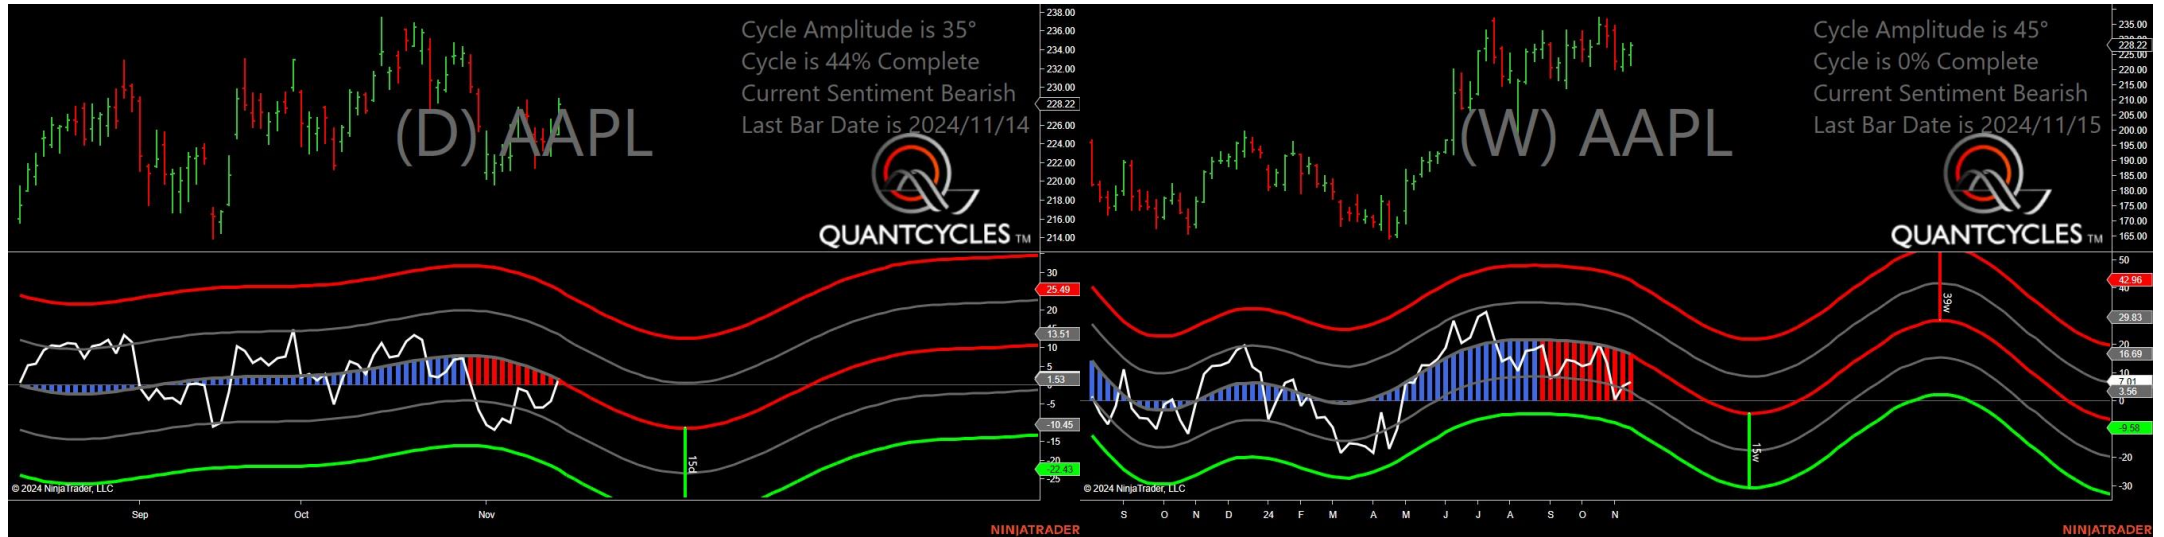 Cycle Amplitude is 35°
Cycle is 44% Complete
Current Sentiment Bearish
Last Bar Date is 2024/11/14
(D) AAPL
QUANTCYCLES TM
238.00
236.00
234.00
232.00
230.00
228.22
226.00
224.00
222.00
220.00
218.00
216.00
214.00
30
25.49
20
13.51
10
5
1.53
-5
-10.45
-15
-20
-22.43
-25
15d
© 2024 NinjaTrader, LLC
Sep Oct Nov
NINJATRADER
Cycle Amplitude is 45°
Cycle is 0% Complete
Current Sentiment Bearish
Last Bar Date is 2024/11/15
(W) AAPL
QUANTCYCLES TM
235.00
228.22
225.00
220.00
215.00
210.00
205.00
200.00
195.00
190.00
185.00
180.00
175.00
170.00
165.00
50
42.96
40
29.83
20
16.69
10
7.01
3.56
0
-9.58
-20
-30
39w
15w
© 2024 NinjaTrader, LLC
S O N D 24 F M A M J J A S O N
NINJATRADER